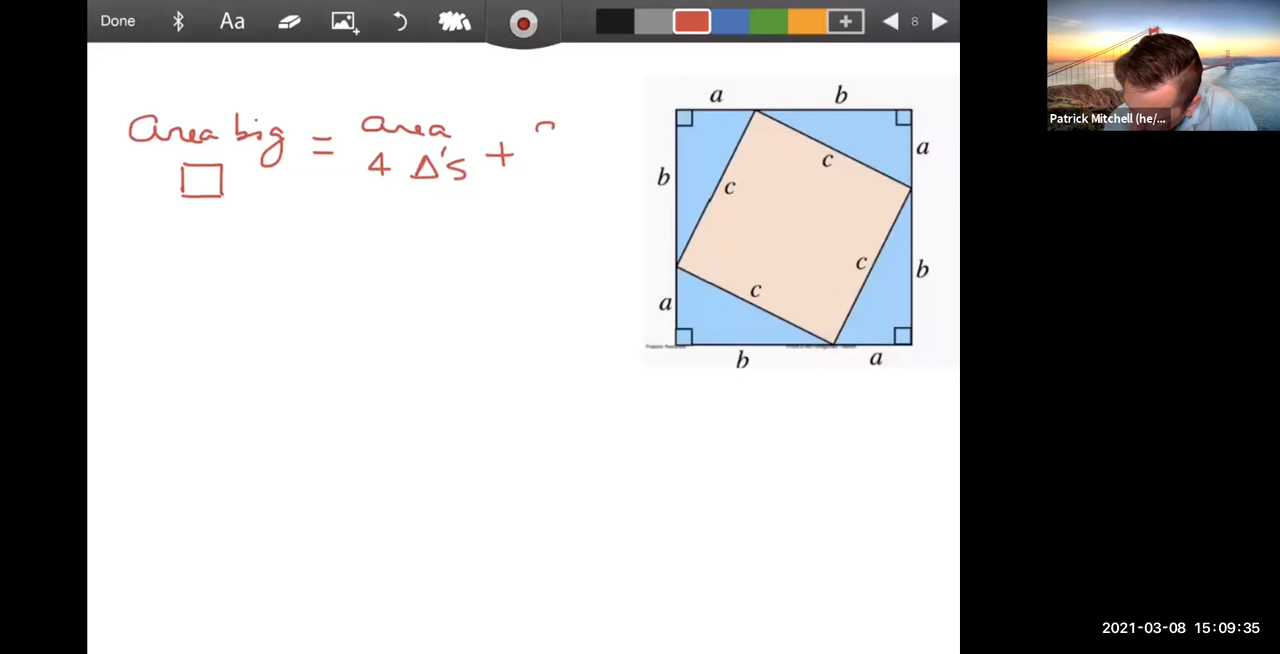 Done
Aa
8
Patrick Mitchell (he/...
area big = area
4 Δ's +
a
b
a
b
c
c
b
a
c
c
b
a
2021-03-08 15:09:35